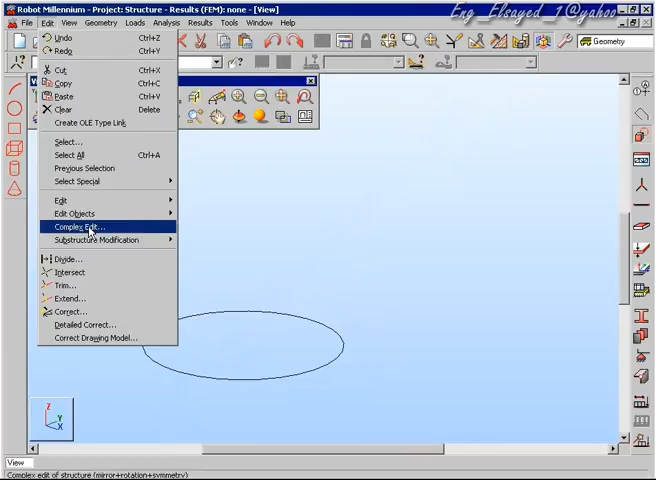 Robot Millennium - Project: Structure - Results (FEM): none - [View]
Eng_Elsayed_1@yahoo
File Edit View Geometry Loads Analysis Results Tools Window Help
Geometry
Undo Ctrl+Z
Redo Ctrl+Y
Cut Ctrl+X
Copy Ctrl+C
Paste Ctrl+V
Clear Delete
Create OLE Type Link
Select...
Select All Ctrl+A
Previous Selection
Select Special
Edit
Edit Objects
Complex Edit...
Substructure Modification
Divide...
Intersect
Trim...
Extend...
Correct...
Detailed Correct...
Correct Drawing Model...
Z
Y
X
View
Complex edit of structure (mirror+rotation+symmetry)